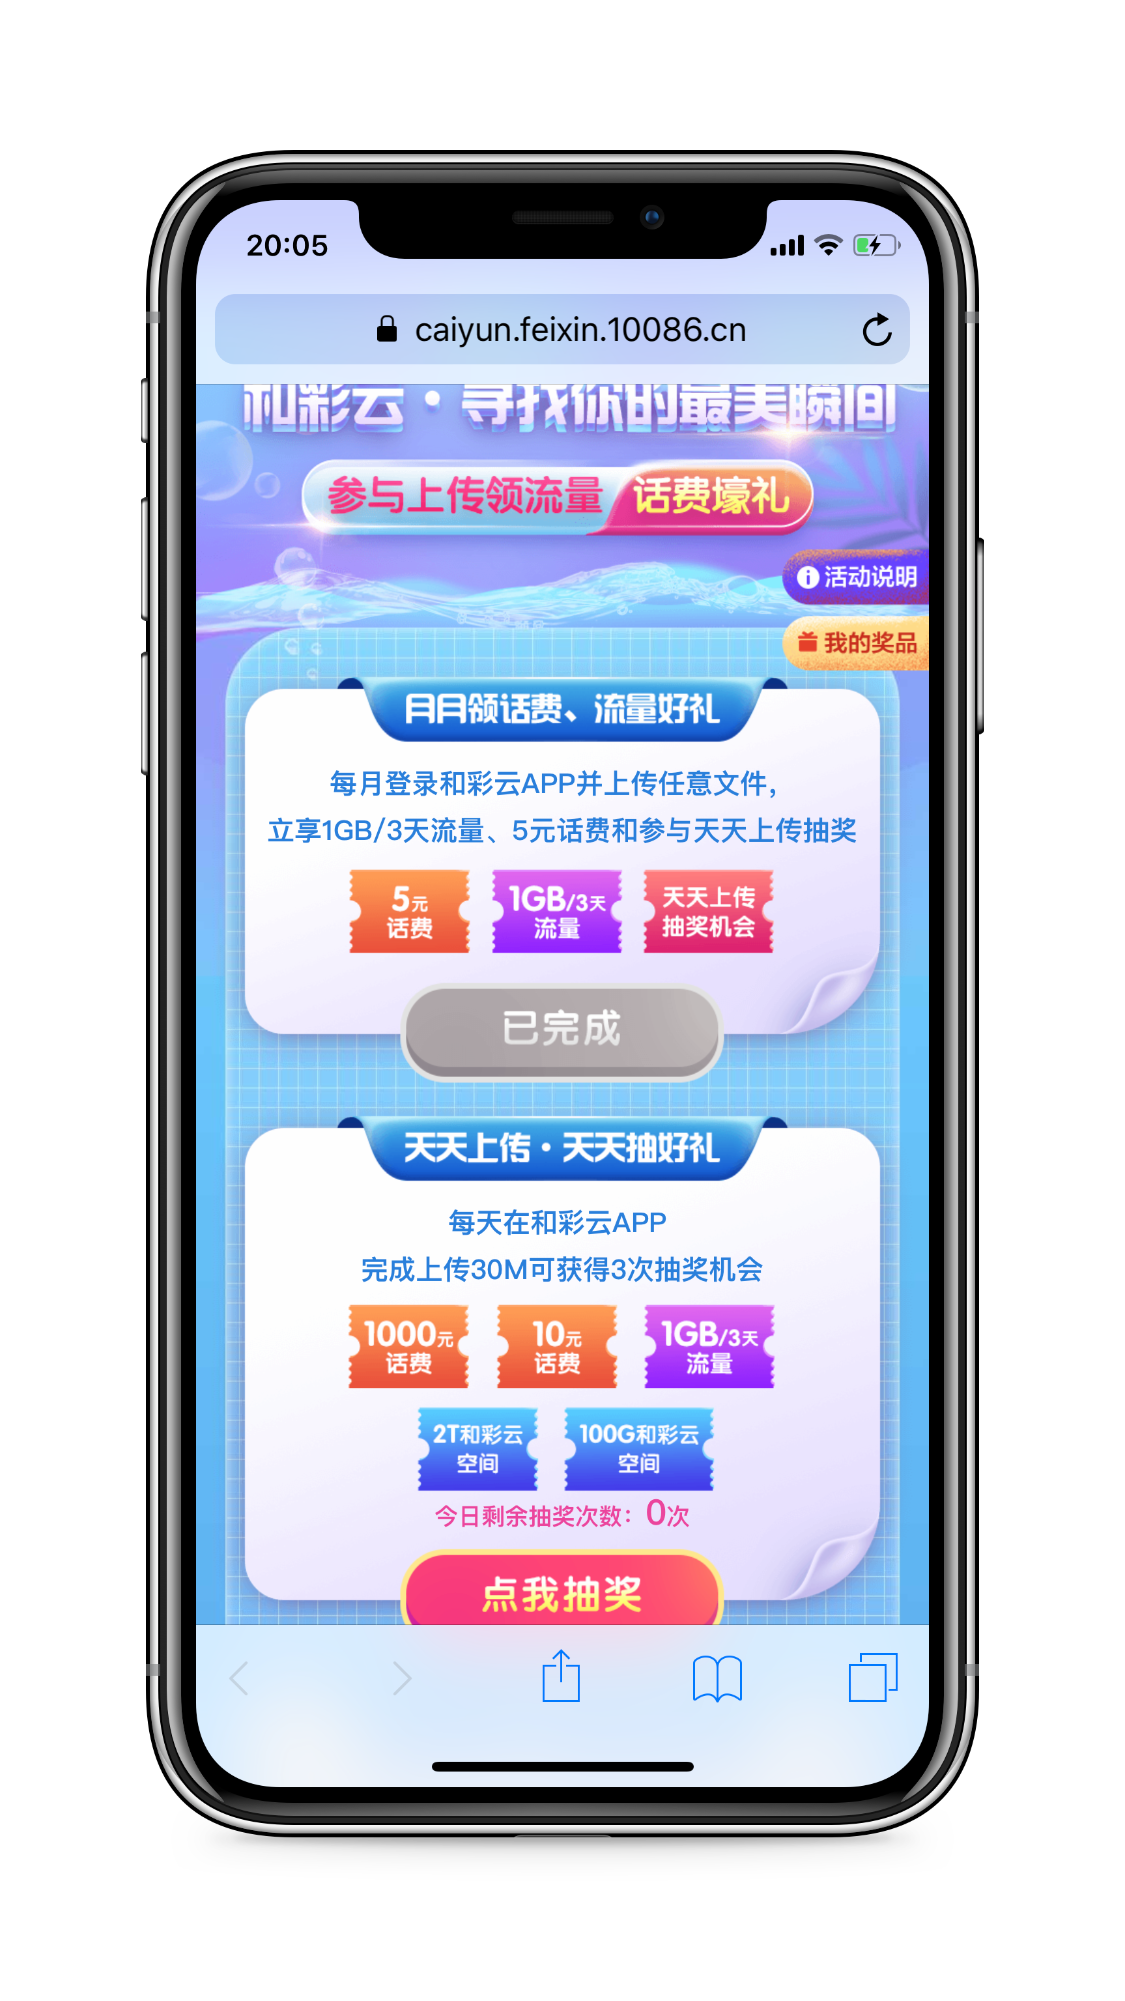 20:05
caiyun.feixin.10086.cn
和彩云·寻找你的最美瞬间
参与上传领流量 话费壕礼
活动说明
我的奖品
月月领话费、流量好礼
每月登录和彩云APP并上传任意文件，
立享1GB/3天流量、5元话费和参与天天上传抽奖
5元
话费
1GB/3天
流量
天天上传
抽奖机会
已完成
天天上传·天天抽好礼
每天在和彩云APP
完成上传30M可获得3次抽奖机会
1000元
话费
10元
话费
1GB/3天
流量
2T和彩云
空间
100G和彩云
空间
今日剩余抽奖次数：0次
点我抽奖